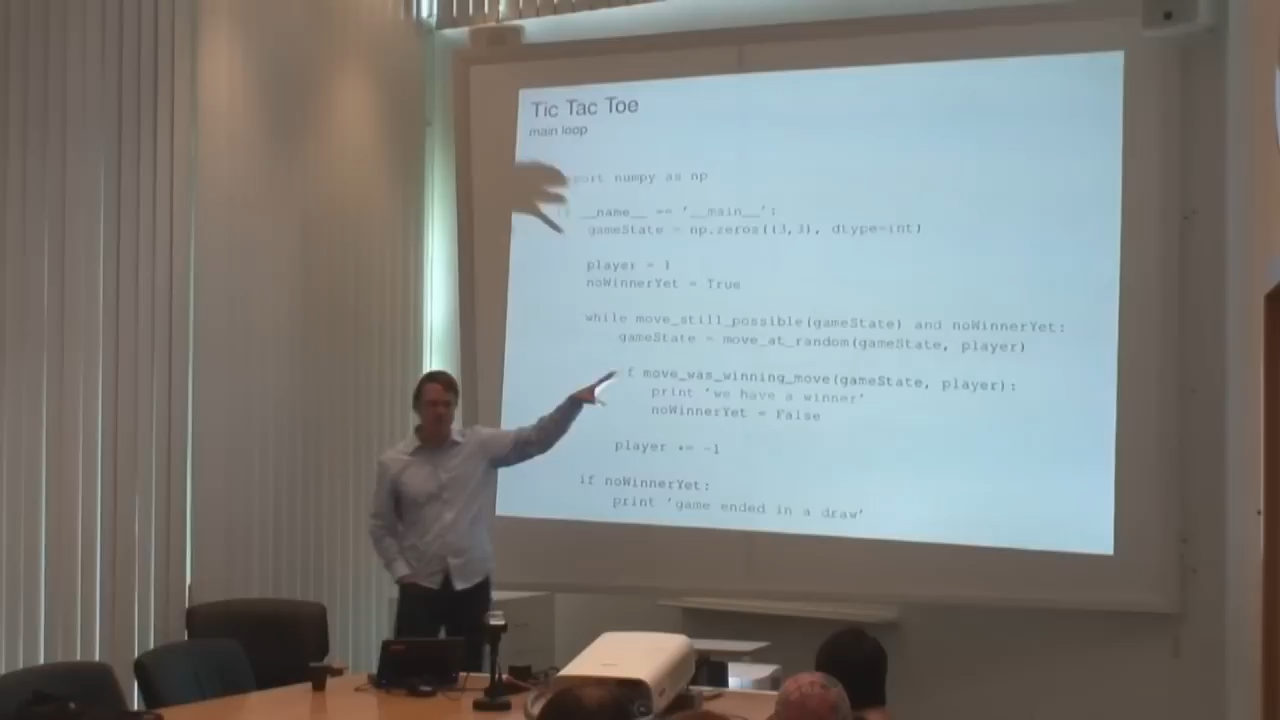 Tic Tac Toe
main loop
port numpy as np
__name__ == '__main__':
gameState = np.zeros((3,3), dtype=int)
player = 1
noWinnerYet = True
while move_still_possible(gameState) and noWinnerYet:
gameState = move_at_random(gameState, player)
f move_was_winning_move(gameState, player):
print 'we have a winner'
noWinnerYet = False
player *= -1
if noWinnerYet:
print 'game ended in a draw'